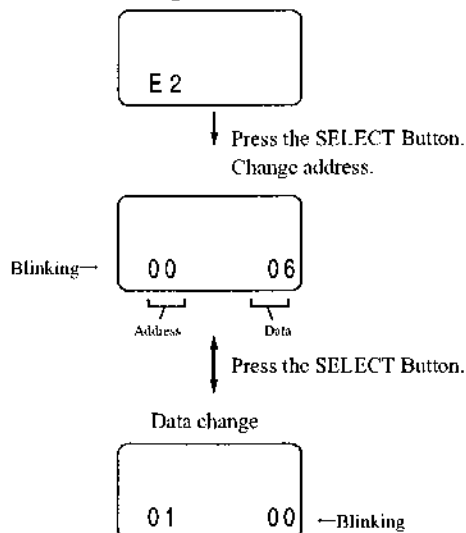 E2
Press the SELECT Button.
Change address.
Blinking→ 00 06
Address Data
Press the SELECT Button.
Data change
01 00 ←Blinking